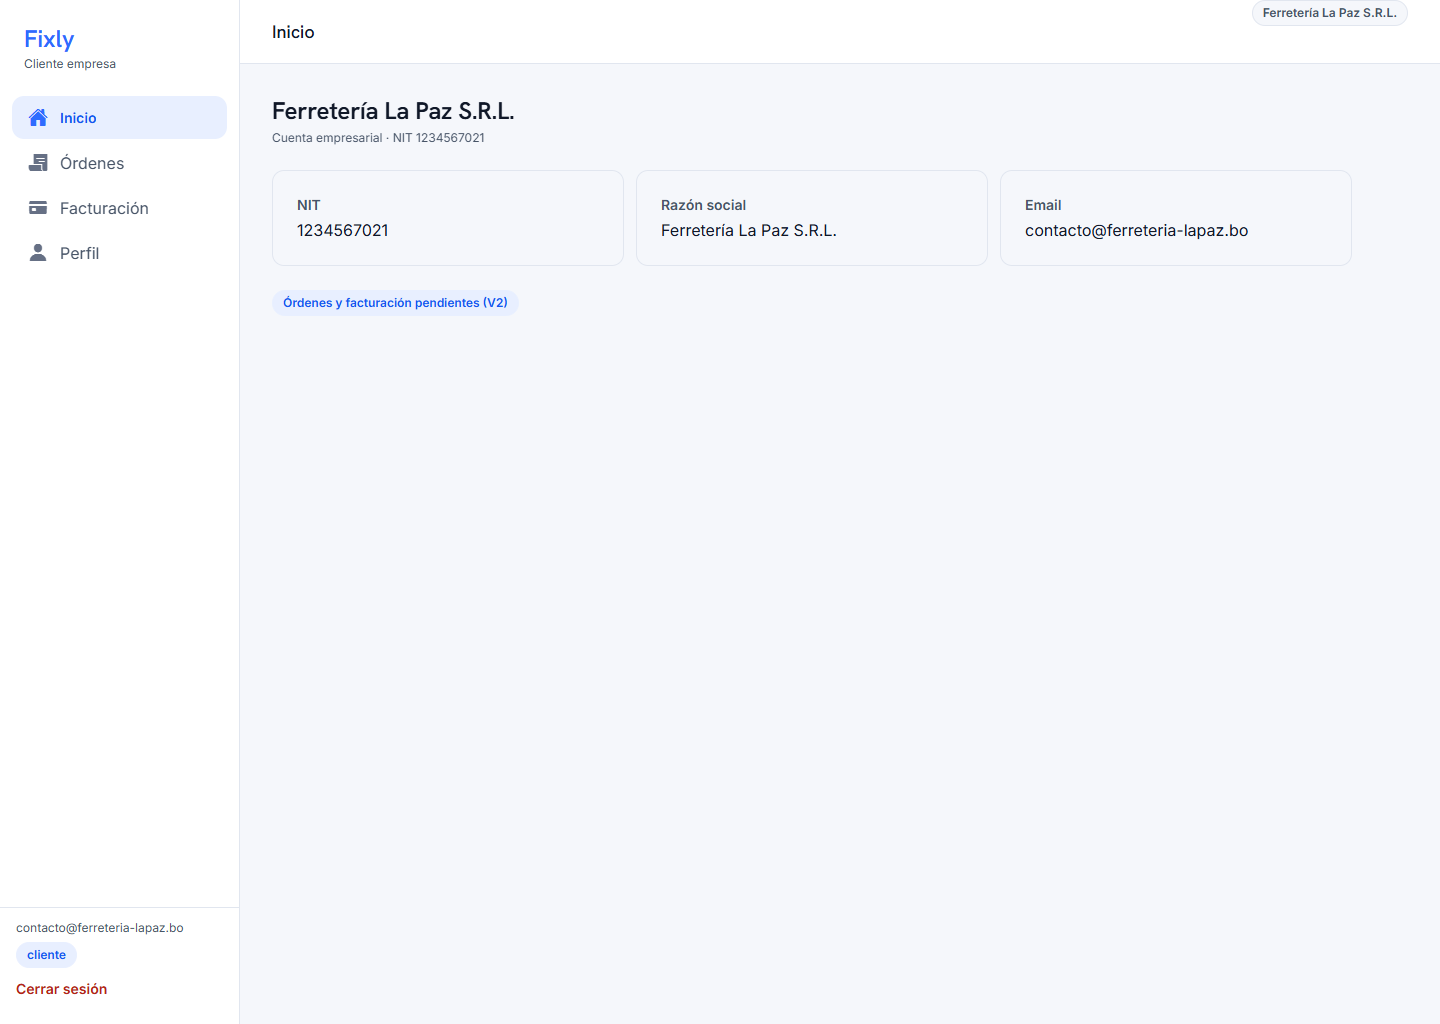 Fixly
Cliente empresa
Inicio
Órdenes
Facturación
Perfil
contacto@ferreteria-lapaz.bo
cliente
Cerrar sesión
Inicio
Ferretería La Paz S.R.L.
Ferretería La Paz S.R.L.
Cuenta empresarial · NIT 1234567021
NIT
1234567021
Razón social
Ferretería La Paz S.R.L.
Email
contacto@ferreteria-lapaz.bo
Órdenes y facturación pendientes (V2)